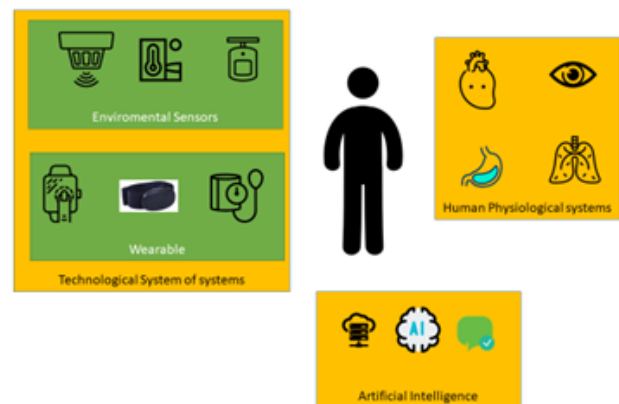 Enviromental Sensors
Wearable
Technological System of systems
Human Physiological systems
AI
Artificial Intelligence